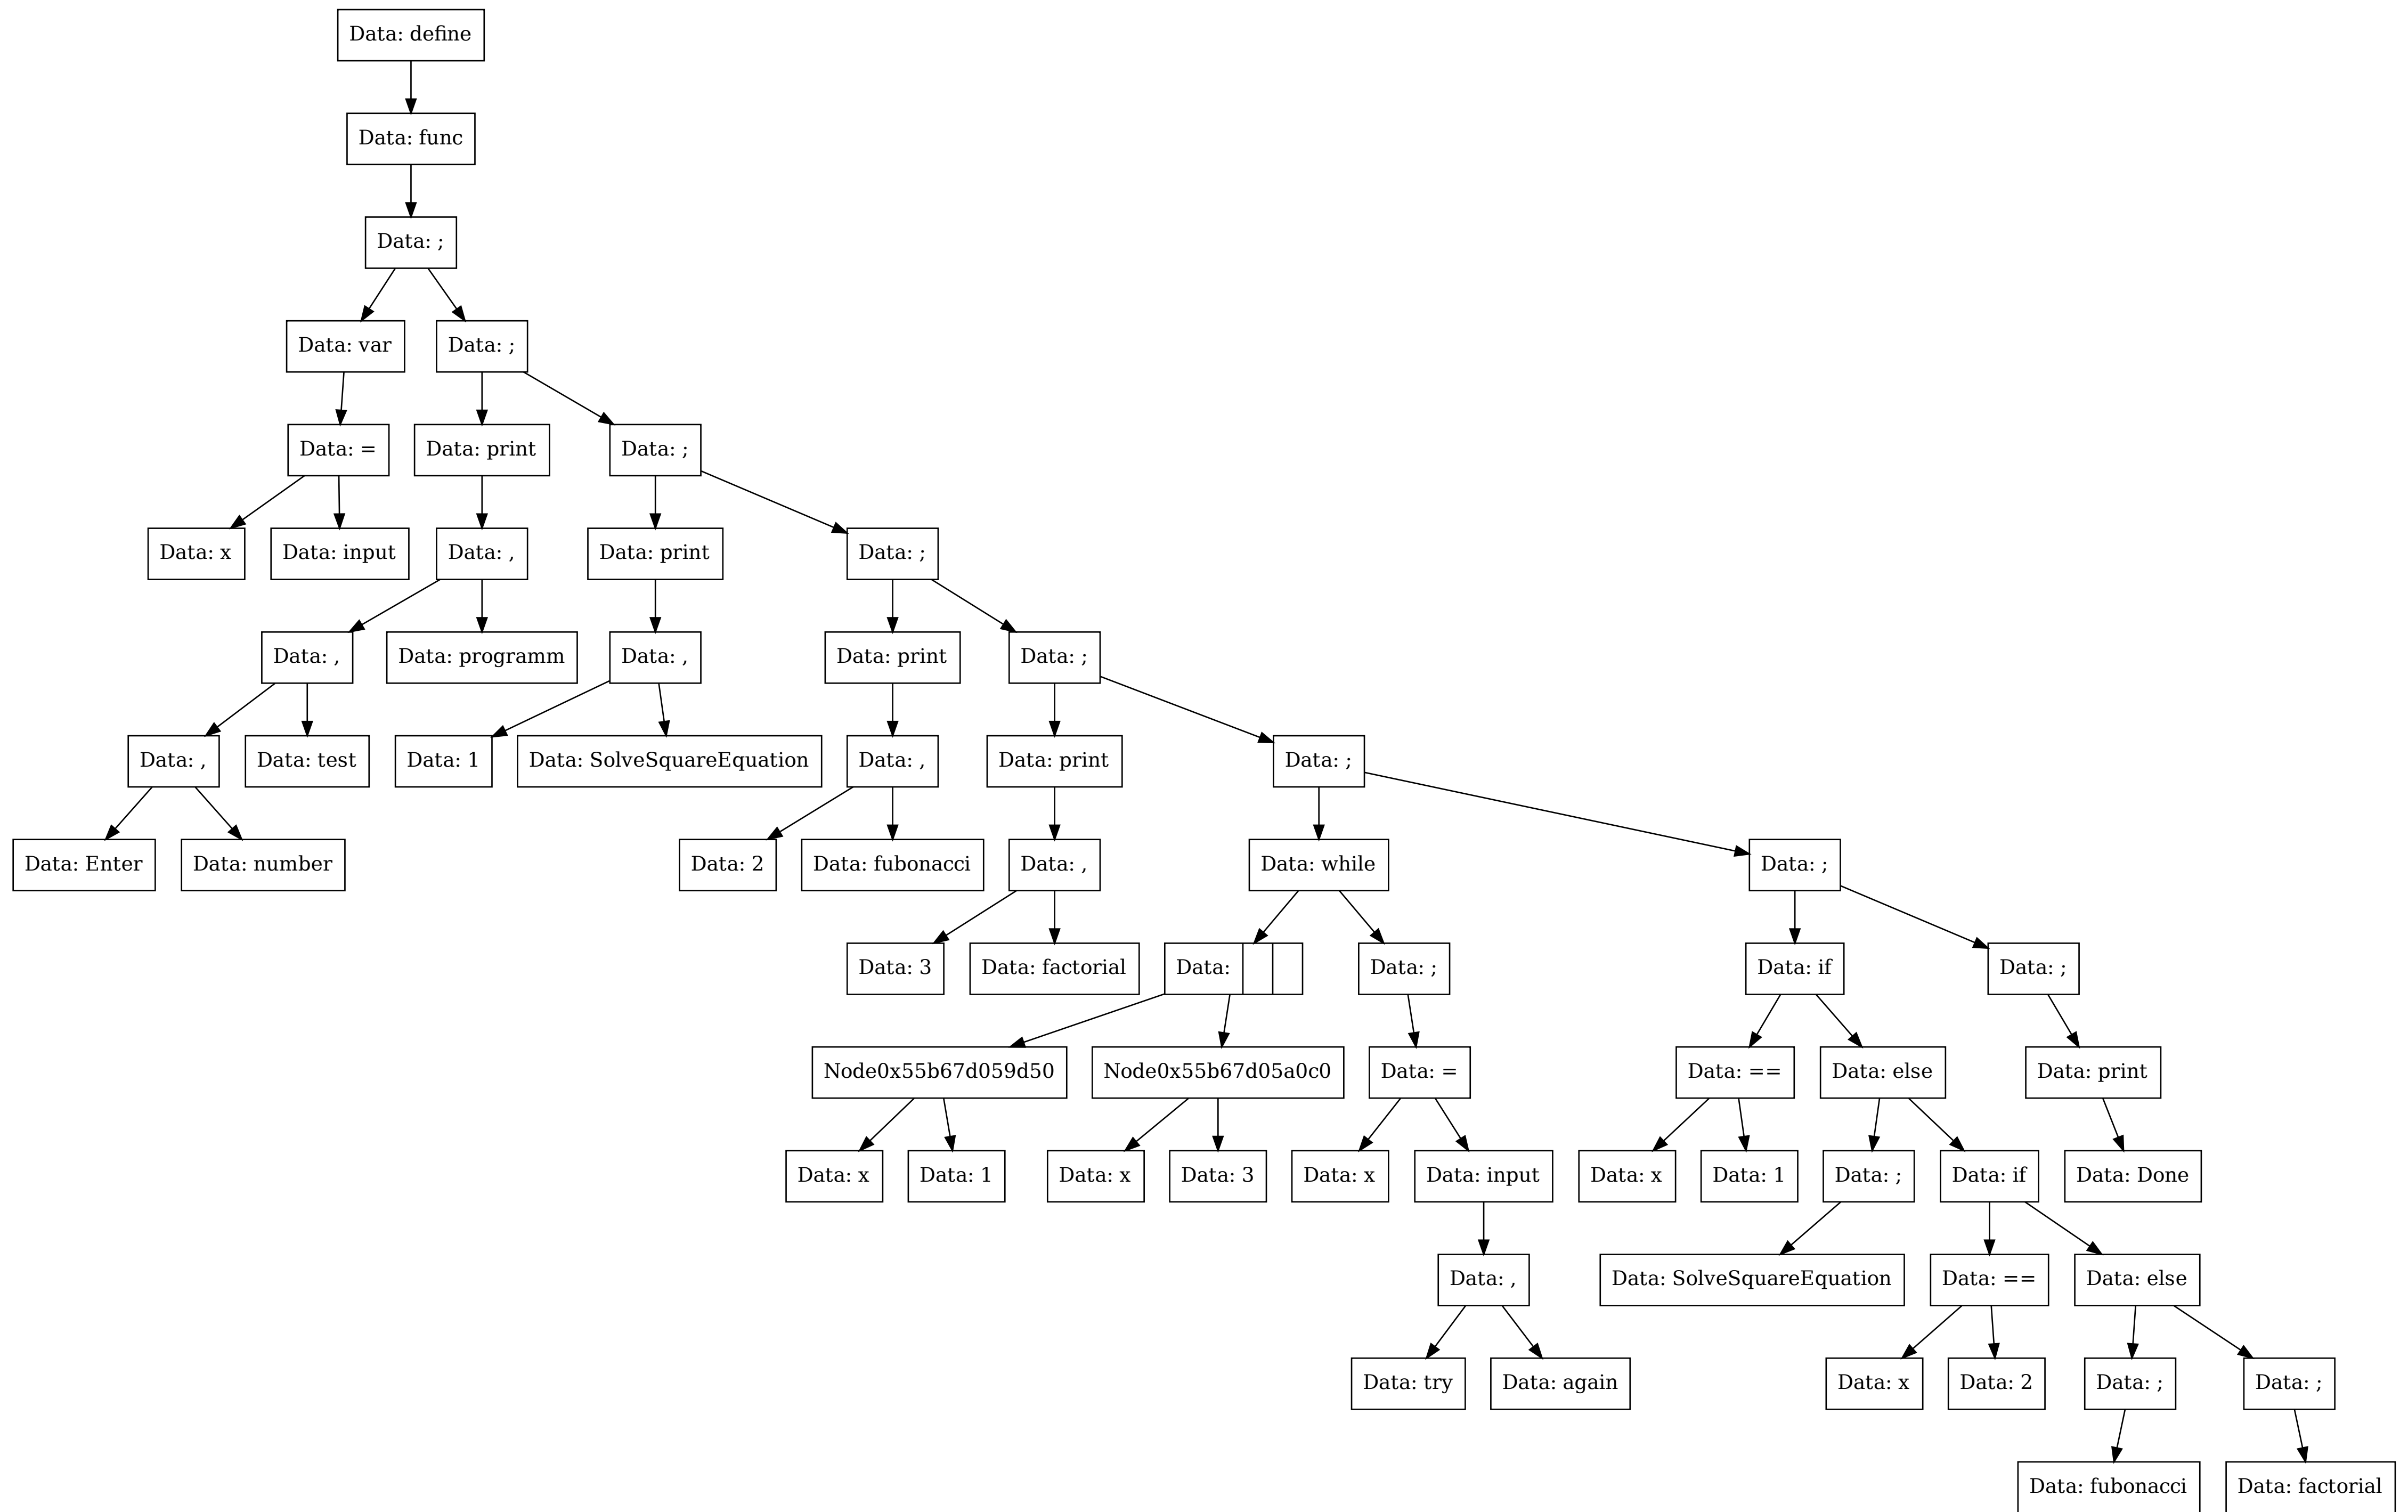 Data: define
Data: func
Data: ;
Data: var
Data: ;
Data: =
Data: print
Data: ;
Data: x
Data: input
Data: ,
Data: print
Data: ;
Data: ,
Data: programm
Data: ,
Data: print
Data: ;
Data: ,
Data: test
Data: 1
Data: SolveSquareEquation
Data: ,
Data: print
Data: ;
Data: Enter
Data: number
Data: 2
Data: fubonacci
Data: ,
Data: while
Data: ;
Data: 3
Data: factorial
Data:
Data: ;
Data: if
Data: ;
Node0x55b67d059d50
Node0x55b67d05a0c0
Data: =
Data: ==
Data: else
Data: print
Data: x
Data: 1
Data: x
Data: 3
Data: x
Data: input
Data: x
Data: 1
Data: ;
Data: if
Data: Done
Data: ,
Data: SolveSquareEquation
Data: ==
Data: else
Data: try
Data: again
Data: x
Data: 2
Data: ;
Data: ;
Data: fubonacci
Data: factorial